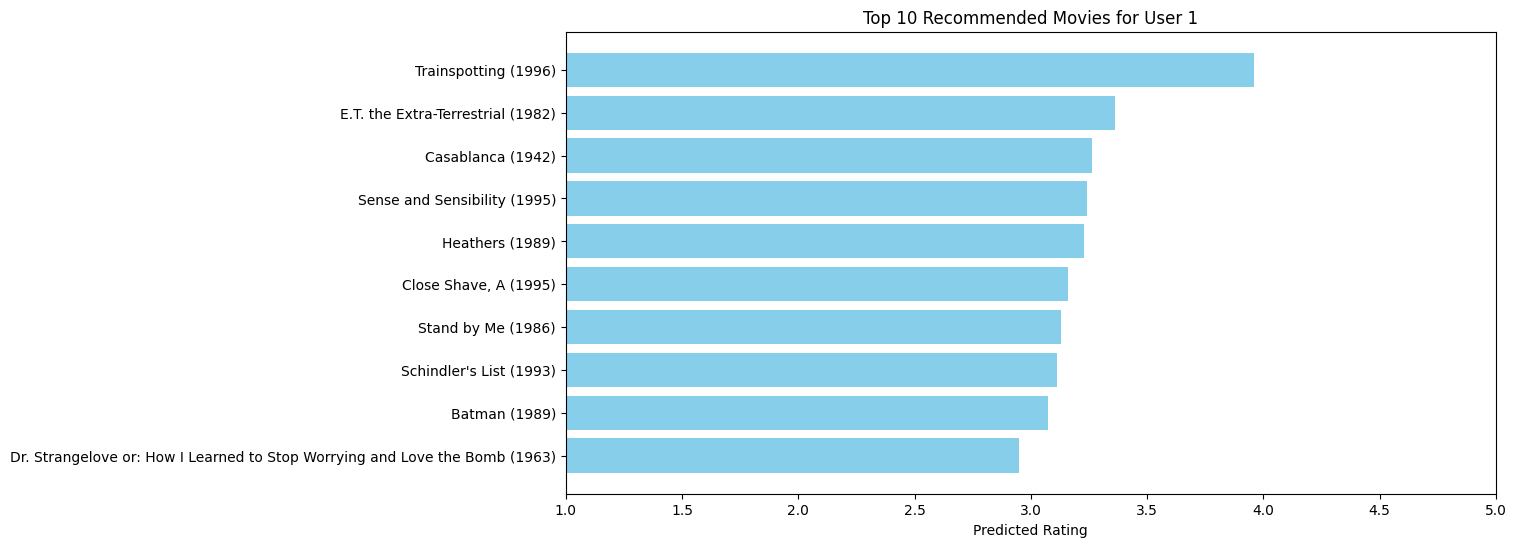 Top 10 Recommended Movies for User 1
Trainspotting (1996)
E.T. the Extra-Terrestrial (1982)
Casablanca (1942)
Sense and Sensibility (1995)
Heathers (1989)
Close Shave, A (1995)
Stand by Me (1986)
Schindler's List (1993)
Batman (1989)
Dr. Strangelove or: How I Learned to Stop Worrying and Love the Bomb (1963)
1.0 1.5 2.0 2.5 3.0 3.5 4.0 4.5 5.0
Predicted Rating